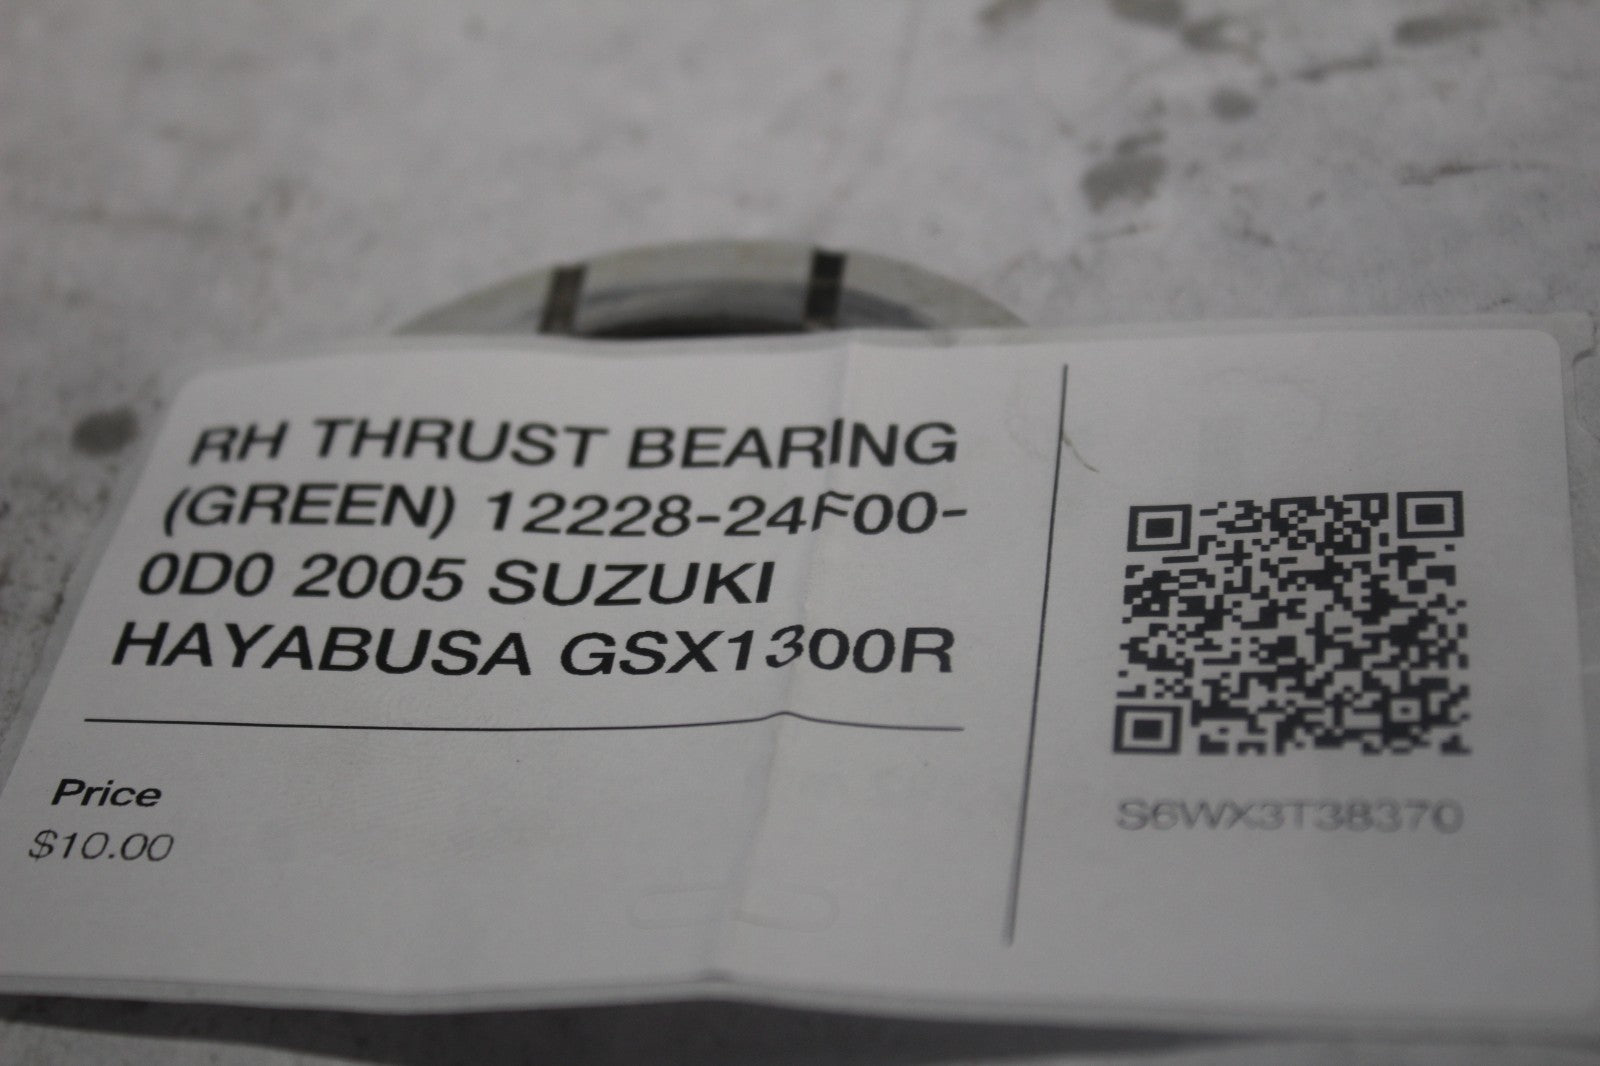 RH THRUST BEARING
(GREEN) 12228-24F00-
0D0 2005 SUZUKI
HAYABUSA GSX1300R
Price
$10.00
S6WX3T38370